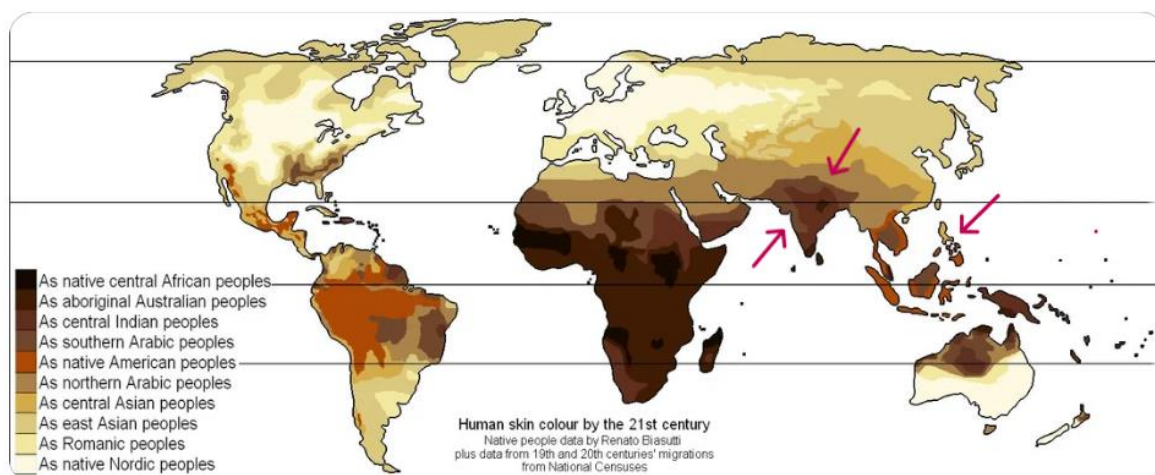 As native central African peoples
As aboriginal Australian peoples
As central Indian peoples
As southern Arabic peoples
As native American peoples
As northern Arabic peoples
As central Asian peoples
As east Asian peoples
As Romanic peoples
As native Nordic peoples
Human skin colour by the 21st century
Native people data by Renato Biasutti
plus data from 19th and 20th centuries' migrations
from National Censuses